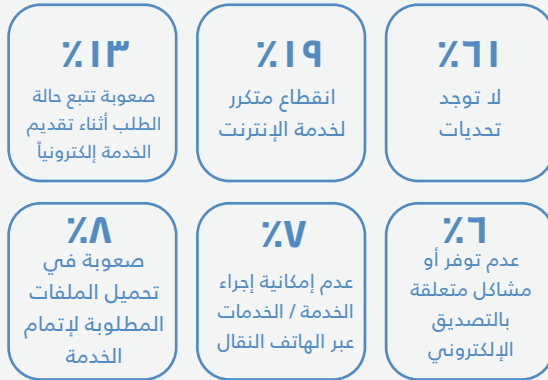 ٪٦١
لا توجد
تحديات
٪١٩
انقطاع متكرر
لخدمة الإنترنت
٪١٣
صعوبة تتبع حالة
الطلب أثناء تقديم
الخدمة إلكترونياً
٪٦
عدم توفر أو
مشاكل متعلقة
بالتصديق
الإلكتروني
٪٧
عدم إمكانية إجراء
الخدمة / الخدمات
عبر الهاتف النقال
٪٨
صعوبة في
تحميل الملفات
المطلوبة لإتمام
الخدمة